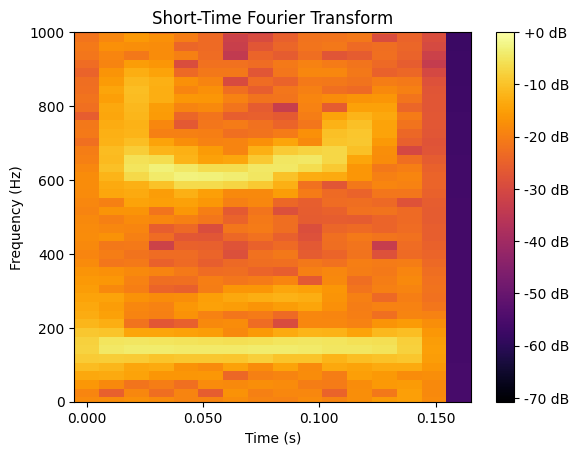 Short-Time Fourier Transform
Frequency (Hz)
1000
800
600
400
200
0
0.000
0.050
0.100
0.150
Time (s)
+0 dB
-10 dB
-20 dB
-30 dB
-40 dB
-50 dB
-60 dB
-70 dB